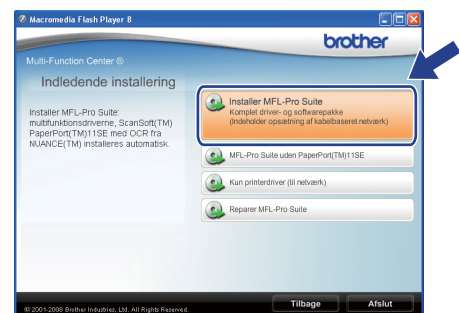 Macromedia Flash Player 8
brother
Multi-Function Center ®
Indledende installering
Installer MFL-Pro Suite:
multifunktionsdriverne, ScanSoft(TM)
PaperPort(TM)11SE med OCR fra
NUANCE(TM) installeres automatisk.
Installer MFL-Pro Suite
Komplet driver- og softwarepakke
(Indeholder opsætning af kabelbaseret netværk)
MFL-Pro Suite uden PaperPort(TM)11SE
Kun printerdriver (til netværk)
Reparer MFL-Pro Suite
© 2001-2008 Brother Industries, Ltd. All Rights Reserved.
Tilbage
Afslut